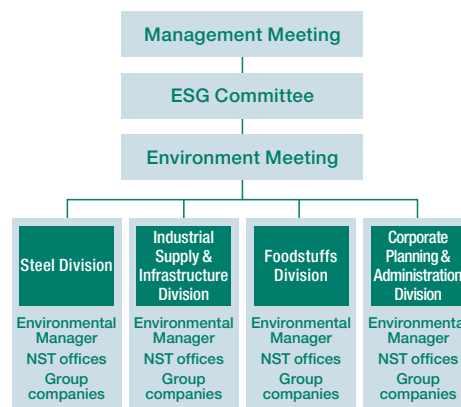 Management Meeting
ESG Committee
Environment Meeting
Steel Division
Industrial
Supply &
Infrastructure
Division
Foodstuffs
Division
Corporate
Planning &
Administration
Division
Environmental
Manager
NST offices
Group
companies
Environmental
Manager
NST offices
Group
companies
Environmental
Manager
NST offices
Group
companies
Environmental
Manager
NST offices
Group
companies